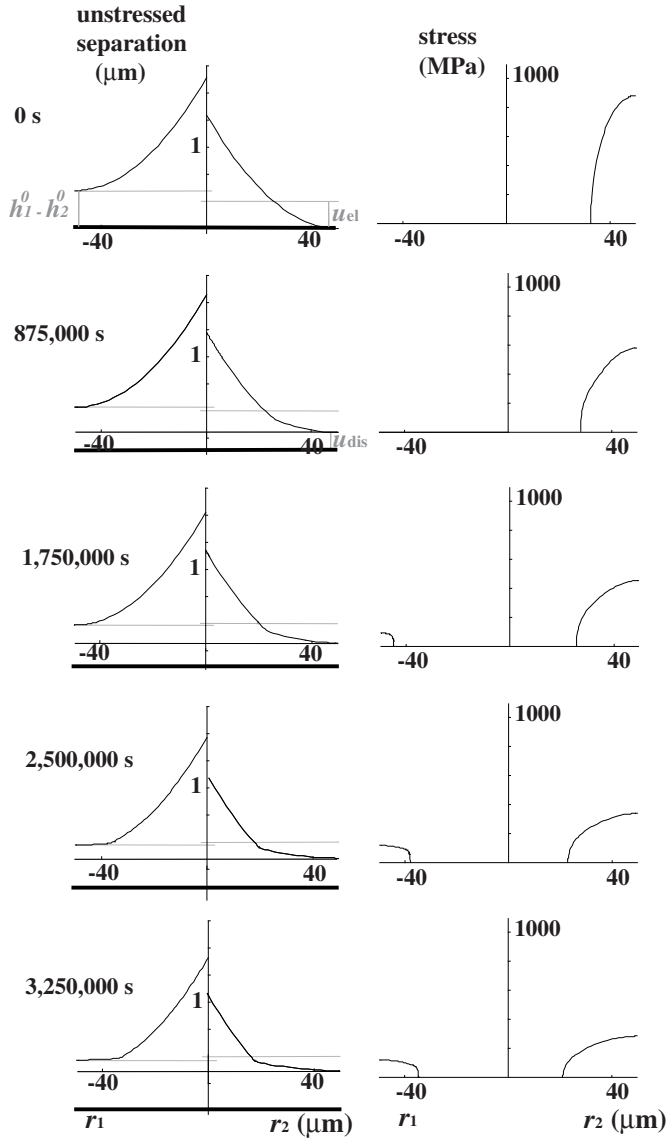 unstressed
separation
(μm)
stress
(MPa)
0 s
1
h₁⁰ - h₂⁰
u_el
-40
40
1000
-40
40
875,000 s
1
-40
40
u_dis
1000
-40
40
1,750,000 s
1
-40
40
1000
-40
40
2,500,000 s
1
-40
40
1000
-40
40
3,250,000 s
1
-40
40
1000
-40
40
r₁
r₂ (μm)
r₁
r₂ (μm)